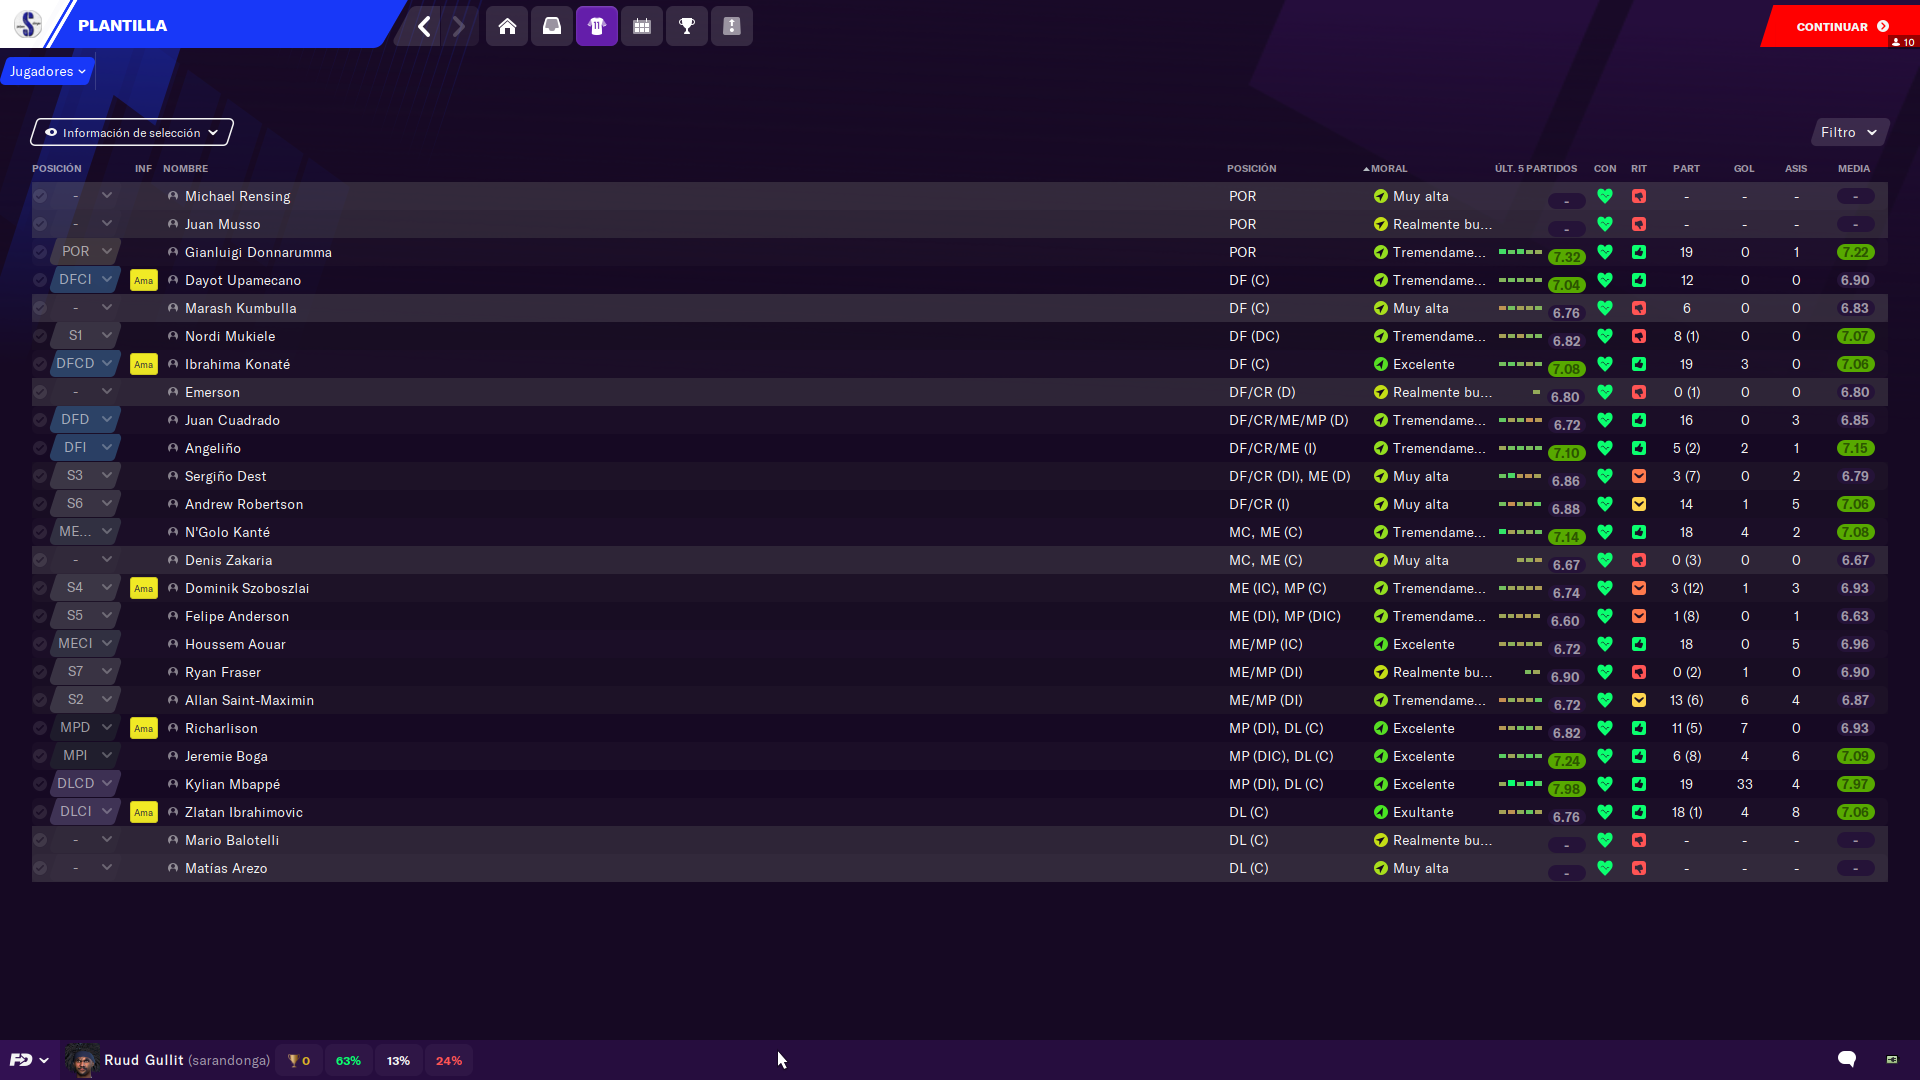 PLANTILLA
CONTINUAR
10
Jugadores
Información de selección
Filtro
POSICIÓN INF NOMBRE POSICIÓN MORAL ÚLT. 5 PARTIDOS CON RIT PART GOL ASIS MEDIA
- Michael Rensing POR Muy alta - - - - -
- Juan Musso POR Realmente bu... - - - - -
POR Gianluigi Donnarumma POR Tremendame... 7.32 19 0 1 7.22
DFCI Ama Dayot Upamecano DF (C) Tremendame... 7.04 12 0 0 6.90
- Marash Kumbulla DF (C) Muy alta 6.76 6 0 0 6.83
S1 Nordi Mukiele DF (DC) Tremendame... 6.82 8 (1) 0 0 7.07
DFCD Ama Ibrahima Konaté DF (C) Excelente 7.08 19 3 0 7.06
- Emerson DF/CR (D) Realmente bu... 6.80 0 (1) 0 0 6.80
DFD Juan Cuadrado DF/CR/ME/MP (D) Tremendame... 6.72 16 0 3 6.85
DFI Angeliño DF/CR/ME (I) Tremendame... 7.10 5 (2) 2 1 7.15
S3 Sergiño Dest DF/CR (DI), ME (D) Muy alta 6.86 3 (7) 0 2 6.79
S6 Andrew Robertson DF/CR (I) Muy alta 6.88 14 1 5 7.06
ME... N'Golo Kanté MC, ME (C) Tremendame... 7.14 18 4 2 7.08
- Denis Zakaria MC, ME (C) Muy alta 6.67 0 (3) 0 0 6.67
S4 Ama Dominik Szoboszlai ME (IC), MP (C) Tremendame... 6.74 3 (12) 1 3 6.93
S5 Felipe Anderson ME (DI), MP (DIC) Tremendame... 6.60 1 (8) 0 1 6.63
MECI Houssem Aouar ME/MP (IC) Excelente 6.72 18 0 5 6.96
S7 Ryan Fraser ME/MP (DI) Realmente bu... 6.90 0 (2) 1 0 6.90
S2 Allan Saint-Maximin ME/MP (DI) Tremendame... 6.72 13 (6) 6 4 6.87
MPD Ama Richarlison MP (DI), DL (C) Excelente 6.82 11 (5) 7 0 6.93
MPI Jeremie Boga MP (DIC), DL (C) Excelente 7.24 6 (8) 4 6 7.09
DLCD Kylian Mbappé MP (DI), DL (C) Excelente 7.98 19 33 4 7.97
DLCI Ama Zlatan Ibrahimovic DL (C) Exultante 6.76 18 (1) 4 8 7.06
- Mario Balotelli DL (C) Realmente bu... - - - - -
- Matías Arezo DL (C) Muy alta - - - - -
FD Ruud Gullit (sarandonga) 0 63% 13% 24%